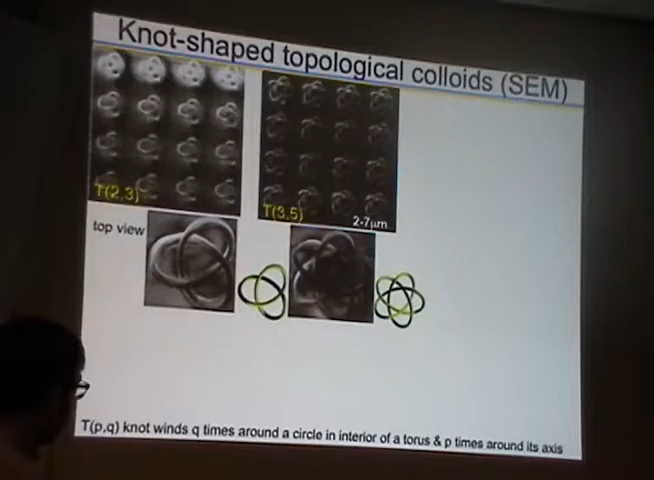 Knot-shaped topological colloids (SEM)
T(2,3)
T(3,5)
2-7μm
top view
T(p,q) knot winds q times around a circle in interior of a torus & p times around its axis